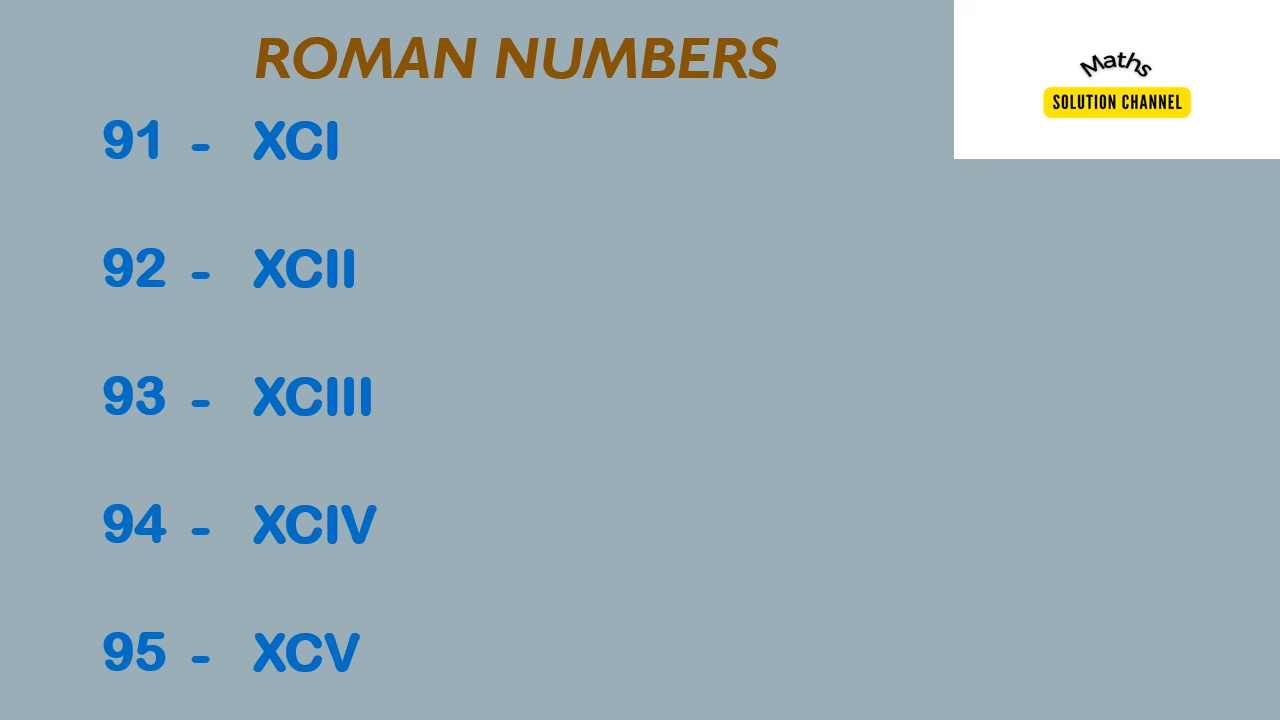 ROMAN NUMBERS
Maths
SOLUTION CHANNEL
91 - XCI
92 - XCII
93 - XCIII
94 - XCIV
95 - XCV